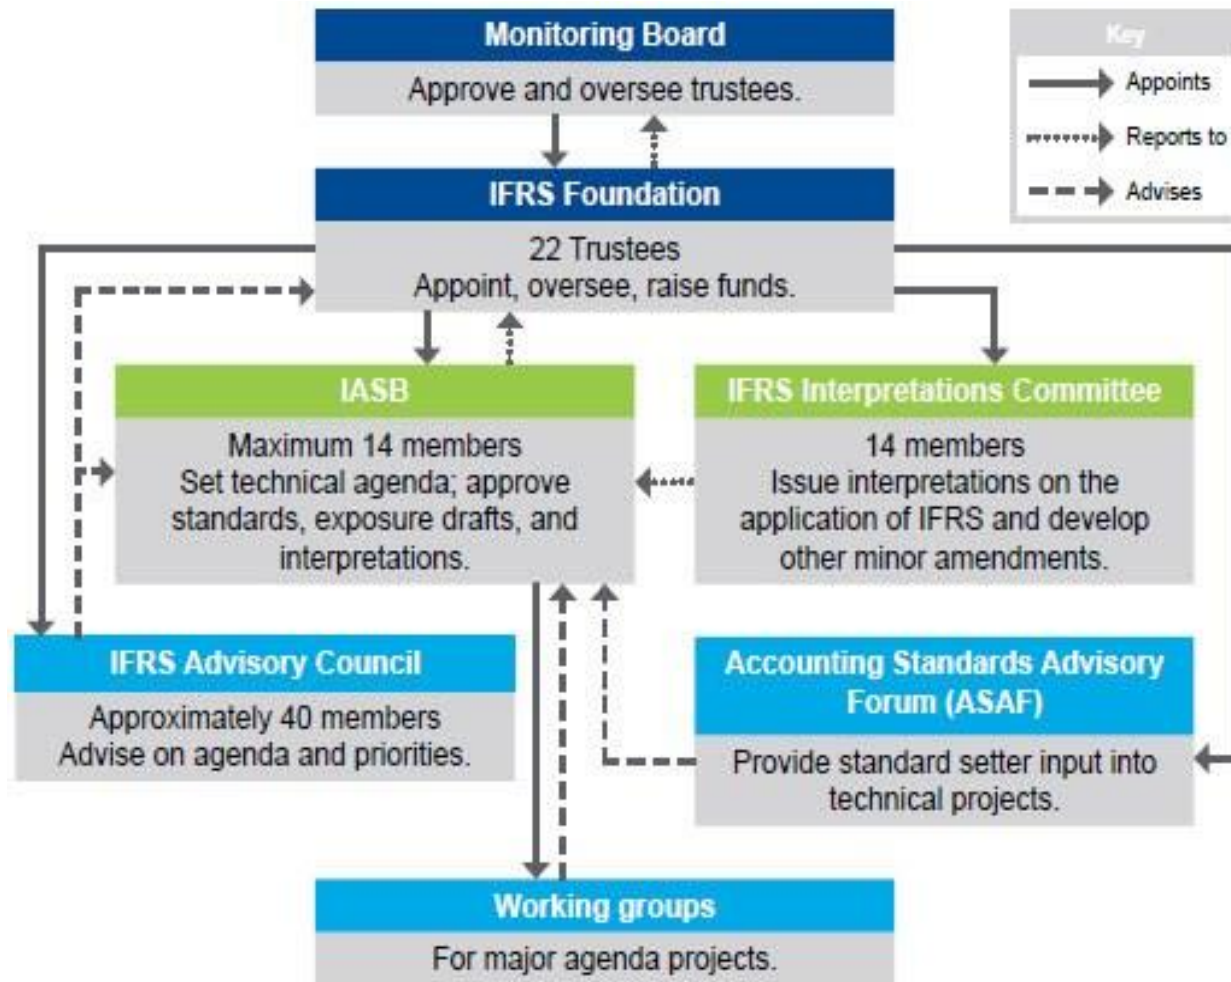 Monitoring Board
Approve and oversee trustees.
Key
Appoints
Reports to
Advises
IFRS Foundation
22 Trustees
Appoint, oversee, raise funds.
IASB
Maximum 14 members
Set technical agenda; approve
standards, exposure drafts, and
interpretations.
IFRS Interpretations Committee
14 members
Issue interpretations on the
application of IFRS and develop
other minor amendments.
IFRS Advisory Council
Approximately 40 members
Advise on agenda and priorities.
Accounting Standards Advisory
Forum (ASAF)
Provide standard setter input into
technical projects.
Working groups
For major agenda projects.